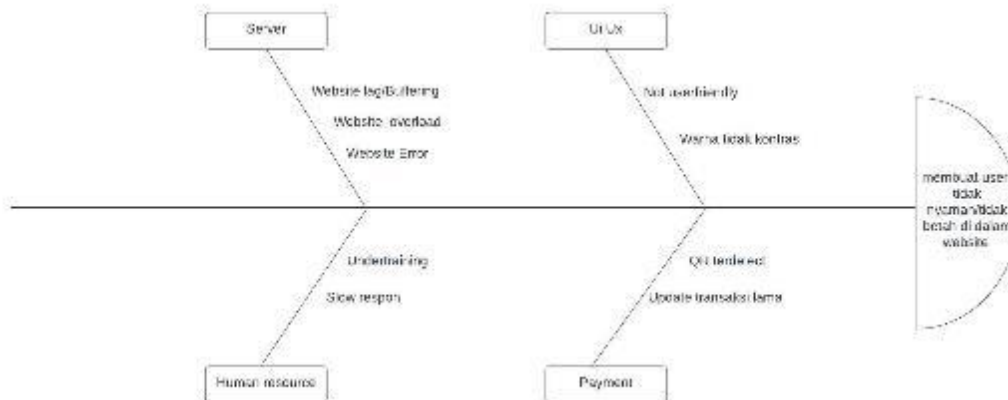 Server
Ui Ux
Website lag/Buffering
Website overload
Website Error
Not userfriendly
Warna tidak kontras
membuat user
tidak
nyaman/tidak
betah di dalam
website
Undertraining
Slow respon
QR terdetect
Update transaksi lama
Human resource
Payment